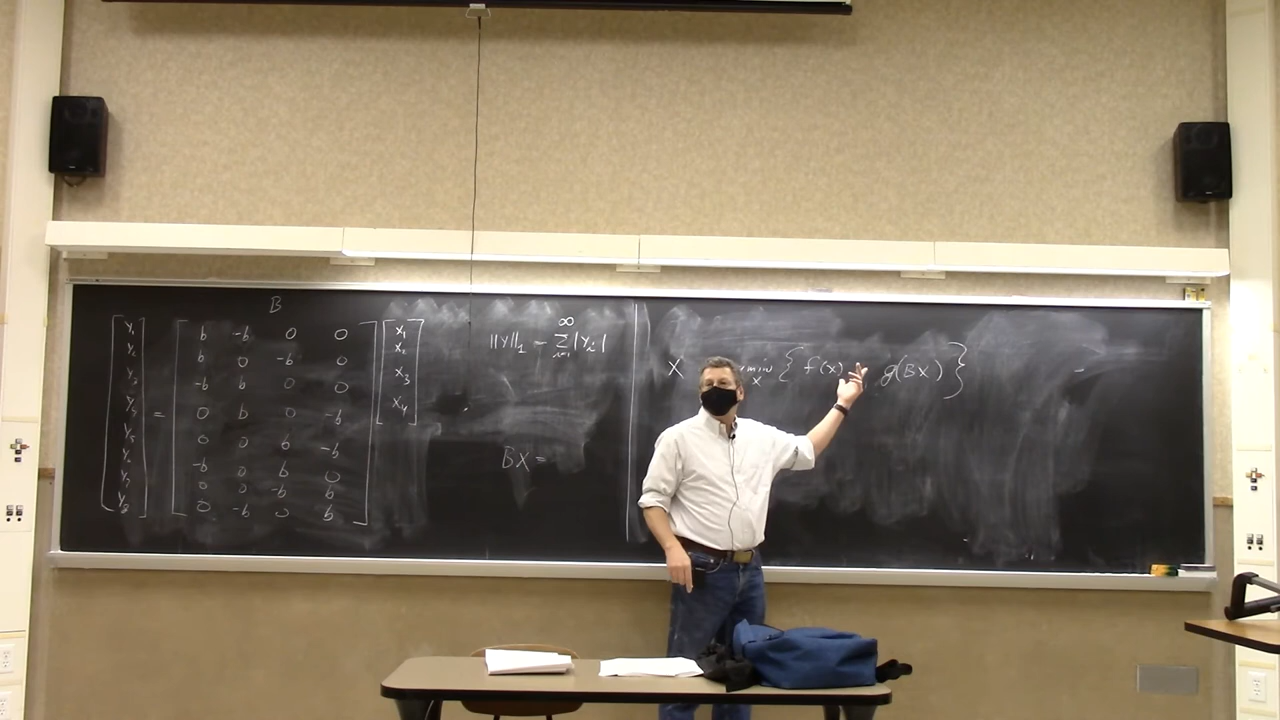 B
y₁ b -b 0 0 x₁
y₂ b 0 -b 0 x₂
y₃ -b b 0 0 x₃
y₄ = 0 b 0 -b x₄
y₅ 0 0 b -b
y₆ -b 0 b 0
y₇ 0 0 -b b
y₈ 0 -b 0 b
||y||₁ = ∞ Σ i=1 |yᵢ|
BX =
X min x { f(x) g(BX) }